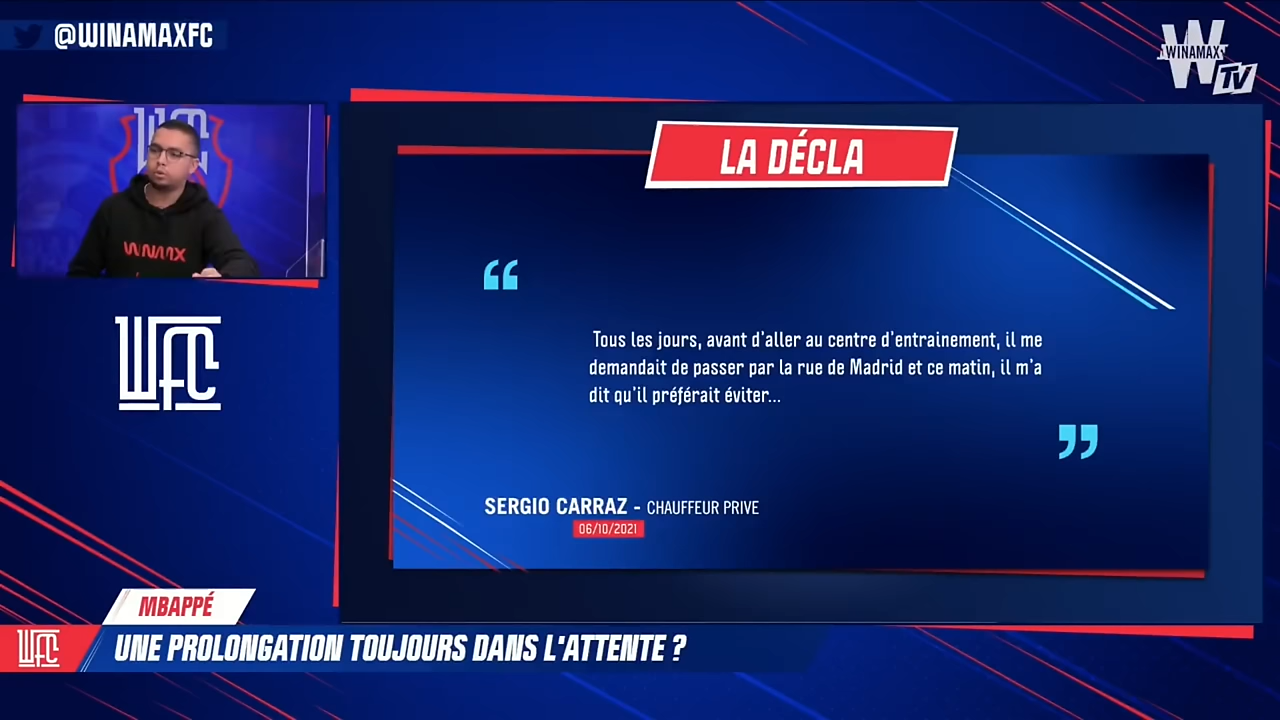 @WINAMAXFC
WINAMAX
TV
LA DÉCLA
WINAMX
“
Tous les jours, avant d’aller au centre d’entrainement, il me
demandait de passer par la rue de Madrid et ce matin, il m’a
dit qu’il préférait éviter...
”
WFC
SERGIO CARRAZ - CHAUFFEUR PRIVE
06/10/2021
MBAPPÉ
WFC
UNE PROLONGATION TOUJOURS DANS L'ATTENTE ?